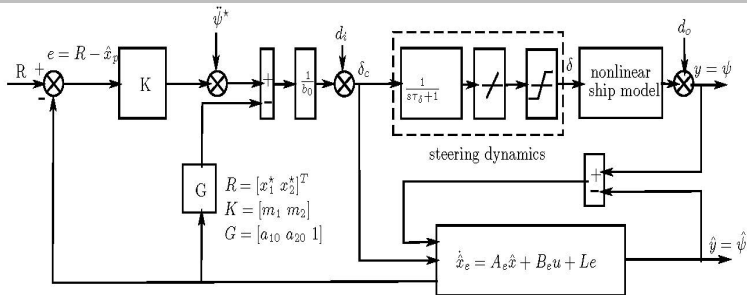 ψ̈*
d_i
d_o
e = R − x̂_p
R
+
-
K
+
-
1/b_0
δ_c
1/(sτ_δ+1)
δ
nonlinear
ship model
y = ψ
steering dynamics
G
R = [x_1* x_2*]^T
K = [m_1 m_2]
G = [a_10 a_20 1]
+
-
x̂̇_e = A_e x̂ + B_e u + Le
ŷ = ψ̂